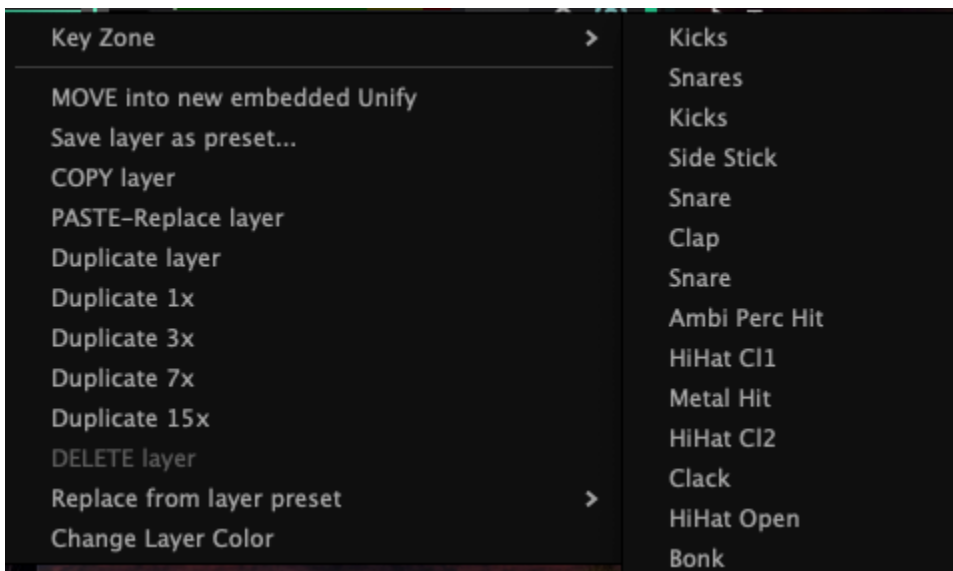 Key Zone
MOVE into new embedded Unify
Save layer as preset...
COPY layer
PASTE-Replace layer
Duplicate layer
Duplicate 1x
Duplicate 3x
Duplicate 7x
Duplicate 15x
DELETE layer
Replace from layer preset
Change Layer Color
Kicks
Snares
Kicks
Side Stick
Snare
Clap
Snare
Ambi Perc Hit
HiHat Cl1
Metal Hit
HiHat Cl2
Clack
HiHat Open
Bonk